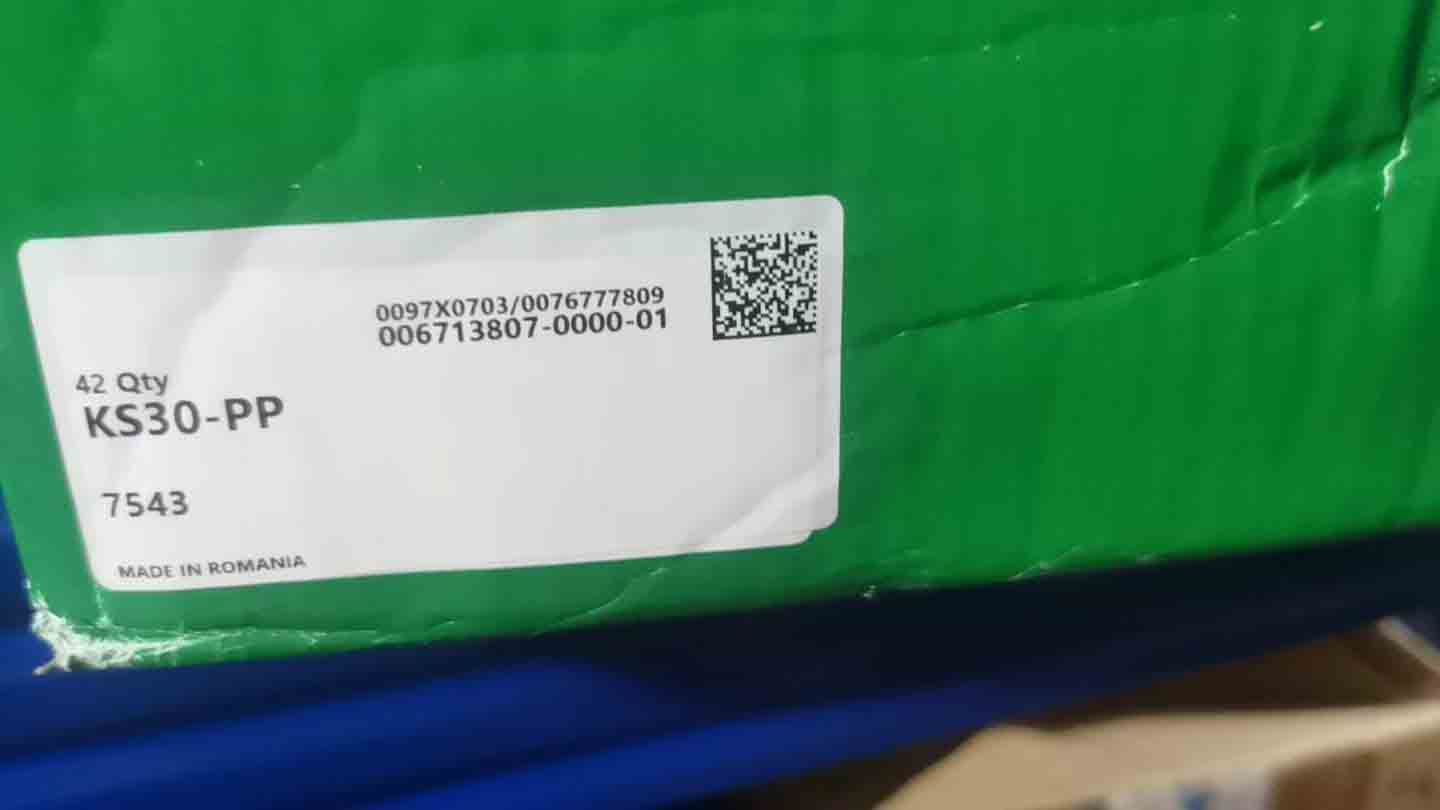 0097X0703/0076777809
006713807-0000-01
42 Qty
KS30-PP
7543
MADE IN ROMANIA